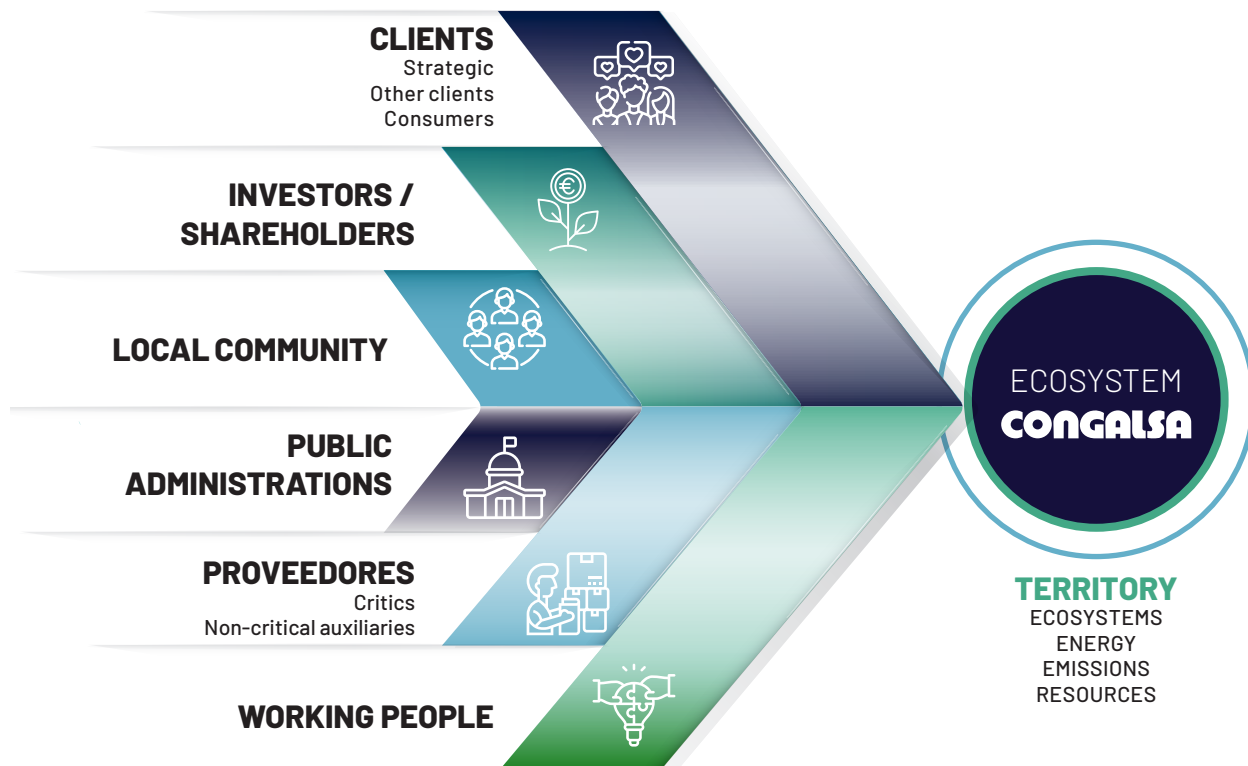 CLIENTS
Strategic
Other clients
Consumers
INVESTORS /
SHAREHOLDERS
€
LOCAL COMMUNITY
PUBLIC
ADMINISTRATIONS
PROVEEDORES
Critics
Non-critical auxiliaries
WORKING PEOPLE
ECOSYSTEM
CONGALSA
TERRITORY
ECOSYSTEMS
ENERGY
EMISSIONS
RESOURCES